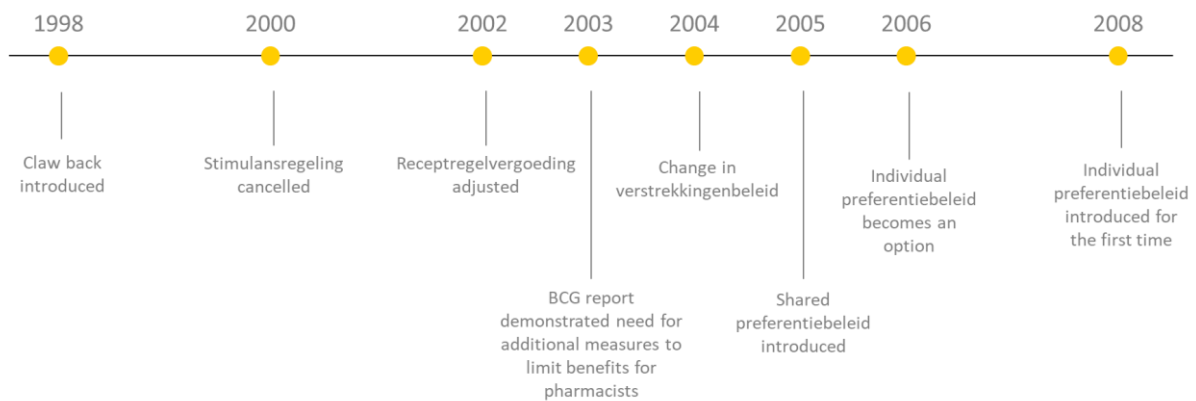 1998
2000
2002
2003
2004
2005
2006
2008
Claw back
introduced
Stimulansregeling
cancelled
Receptregelvergoeding
adjusted
BCG report
demonstrated need for
additional measures to
limit benefits for
pharmacists
Change in
verstrekkingenbeleid
Shared
preferentiebeleid
introduced
Individual
preferentiebeleid
becomes an
option
Individual
preferentiebeleid
introduced for
the first time